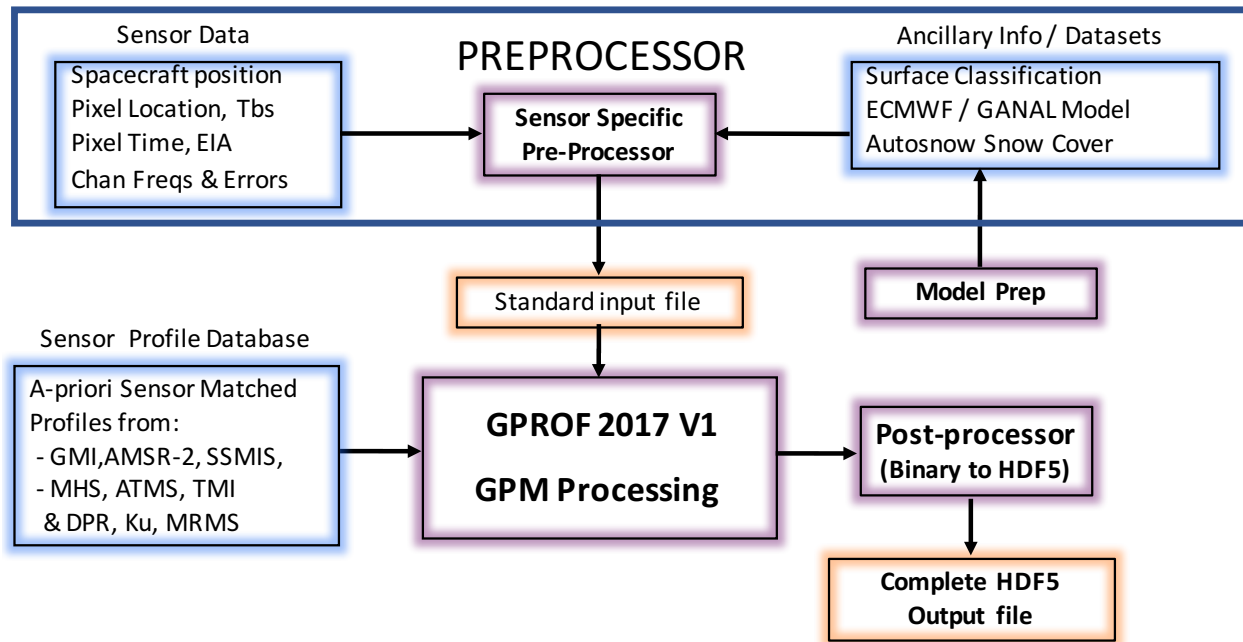 Sensor Data
Spacecraft position
Pixel Location, Tbs
Pixel Time, EIA
Chan Freqs & Errors
PREPROCESSOR
Sensor Specific
Pre-Processor
Ancillary Info / Datasets
Surface Classification
ECMWF / GANAL Model
Autosnow Snow Cover
Standard input file
Model Prep
Sensor Profile Database
A-priori Sensor Matched
Profiles from:
- GMI,AMSR-2, SSMIS,
- MHS, ATMS, TMI
& DPR, Ku, MRMS
GPROF 2017 V1
GPM Processing
Post-processor
(Binary to HDF5)
Complete HDF5
Output file